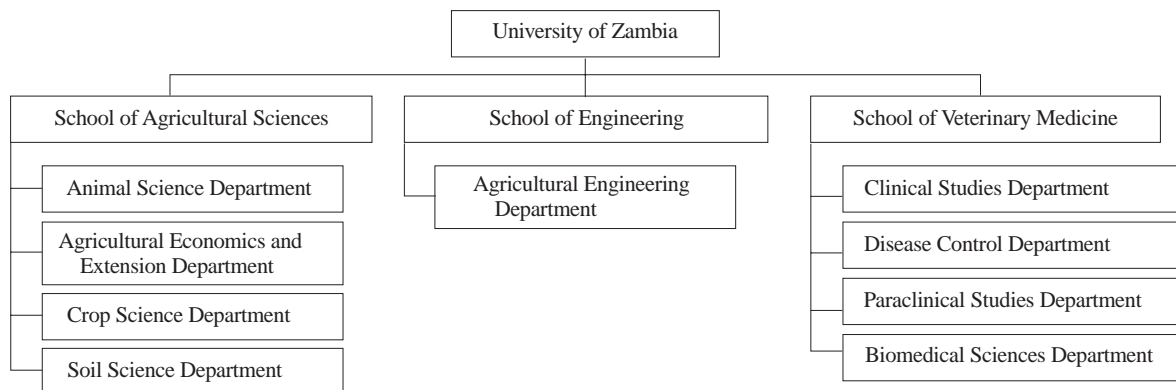 University of Zambia
School of Agricultural Sciences
Animal Science Department
Agricultural Economics and
Extension Department
Crop Science Department
Soil Science Department
School of Engineering
Agricultural Engineering
Department
School of Veterinary Medicine
Clinical Studies Department
Disease Control Department
Paraclinical Studies Department
Biomedical Sciences Department